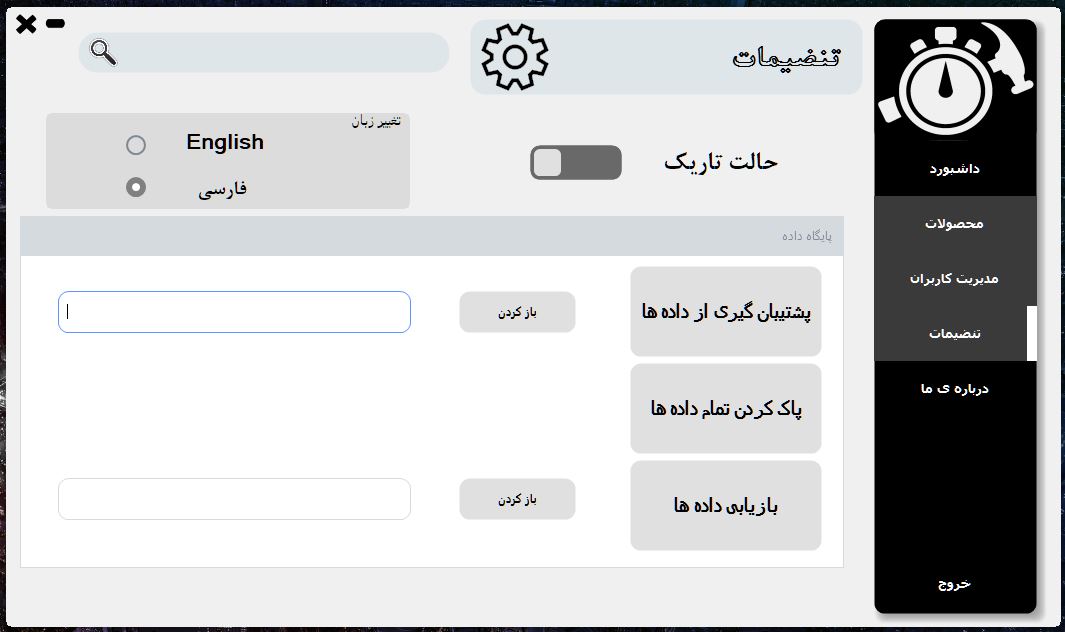 تنضیمات
داشبورد
محصولات
مدیریت کاربران
تنضیمات
درباره ی ما
خروج
حالت تاریک
تغییر زبان
English
فارسی
پایگاه داده
پشتیبان گیری از داده ها
باز کردن
پاک کردن تمام داده ها
بازیابی داده ها
باز کردن